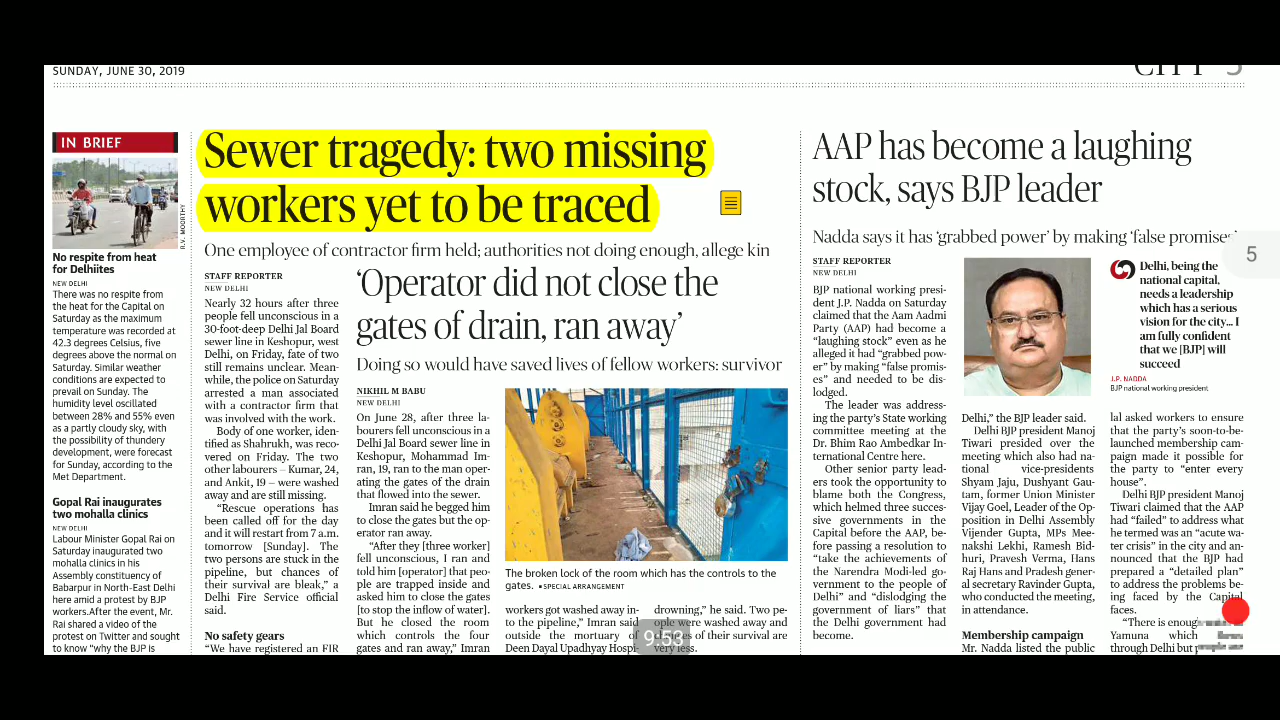 SUNDAY, JUNE 30, 2019
CITY 5
IN BRIEF
R.V. MOORTHY
No respite from heat
for Delhiites
NEW DELHI
There was no respite from
the heat for the Capital on
Saturday as the maximum
temperature was recorded at
42.3 degrees Celsius, five
degrees above the normal on
Saturday. Similar weather
conditions are expected to
prevail on Sunday. The
humidity level oscillated
between 28% and 55% even
as a partly cloudy sky, with
the possibility of thundery
development, were forecast
for Sunday, according to the
Met Department.
Gopal Rai inaugurates
two mohalla clinics
NEW DELHI
Labour Minister Gopal Rai on
Saturday inaugurated two
mohalla clinics in his
Assembly constituency of
Babarpur in North-East Delhi
here amid a protest by BJP
workers.After the event, Mr.
Rai shared a video of the
protest on Twitter and sought
to know “why the BJP is
Sewer tragedy: two missing
workers yet to be traced
One employee of contractor firm held; authorities not doing enough, allege kin
STAFF REPORTER
NEW DELHI
Nearly 32 hours after three
people fell unconscious in a
30-foot-deep Delhi Jal Board
sewer line in Keshopur, west
Delhi, on Friday, fate of two
still remains unclear. Mean-
while, the police on Saturday
arrested a man associated
with a contractor firm that
was involved with the work.
Body of one worker, iden-
tified as Shahrukh, was reco-
vered on Friday. The two
other labourers – Kumar, 24,
and Ankit, 19 – were washed
away and are still missing.
“Rescue operations has
been called off for the day
and it will restart from 7 a.m.
tomorrow [Sunday]. The
two persons are stuck in the
pipeline, but chances of
their survival are bleak,” a
Delhi Fire Service official
said.
No safety gears
“We have registered an FIR
‘Operator did not close the
gates of drain, ran away’
Doing so would have saved lives of fellow workers: survivor
NIKHIL M BABU
NEW DELHI
On June 28, after three la-
bourers fell unconscious in a
Delhi Jal Board sewer line in
Keshopur, Mohammad Im-
ran, 19, ran to the man oper-
ating the gates of the drain
that flowed into the sewer.
Imran said he begged him
to close the gates but the op-
erator ran away.
“After they [three worker]
fell unconscious, I ran and
told him [operator] that peo-
ple are trapped inside and
asked him to close the gates
[to stop the inflow of water].
But he closed the room
which controls the four
gates and ran away,” Imran
The broken lock of the room which has the controls to the
gates. •SPECIAL ARRANGEMENT
workers got washed away in-
to the pipeline,” Imran said
outside the mortuary of
Deen Dayal Upadhyay Hospi-
drowning,” he said. Two pe-
ople were washed away and
chances of their survival are
very less.
9:53
AAP has become a laughing
stock, says BJP leader
Nadda says it has ‘grabbed power’ by making ‘false promises’
STAFF REPORTER
NEW DELHI
BJP national working presi-
dent J.P. Nadda on Saturday
claimed that the Aam Aadmi
Party (AAP) had become a
“laughing stock” even as he
alleged it had “grabbed pow-
er” by making “false promis-
es” and needed to be dis-
lodged.
The leader was address-
ing the party’s State working
committee meeting at the
Dr. Bhim Rao Ambedkar In-
ternational Centre here.
Other senior party lead-
ers took the opportunity to
blame both the Congress,
which helmed three succes-
sive governments in the
Capital before the AAP, be-
fore passing a resolution to
“take the achievements of
the Narendra Modi-led go-
vernment to the people of
Delhi” and “dislodging the
government of liars” that
the Delhi government had
become.
Delhi, being the
national capital,
needs a leadership
which has a serious
vision for the city... I
am fully confident
that we [BJP] will
succeed
J.P. NADDA
BJP national working president
5
Delhi,” the BJP leader said.
Delhi BJP president Manoj
Tiwari presided over the
meeting which also had na-
tional vice-presidents
Shyam Jaju, Dushyant Gau-
tam, former Union Minister
Vijay Goel, Leader of the Op-
position in Delhi Assembly
Vijender Gupta, MPs Mee-
nakshi Lekhi, Ramesh Bid-
huri, Pravesh Verma, Hans
Raj Hans and Pradesh gener-
al secretary Ravinder Gupta,
who conducted the meeting,
in attendance.
Membership campaign
Mr. Nadda listed the public
lal asked workers to ensure
that the party’s soon-to-be-
launched membership cam-
paign made it possible for
the party to “enter every
house”.
Delhi BJP president Manoj
Tiwari claimed that the AAP
had “failed” to address what
he termed was an “acute wa-
ter crisis” in the city and an-
nounced that the BJP had
prepared a “detailed plan”
to address the problems be-
ing faced by the Capital
faces.
“There is enough
Yamuna which
through Delhi but